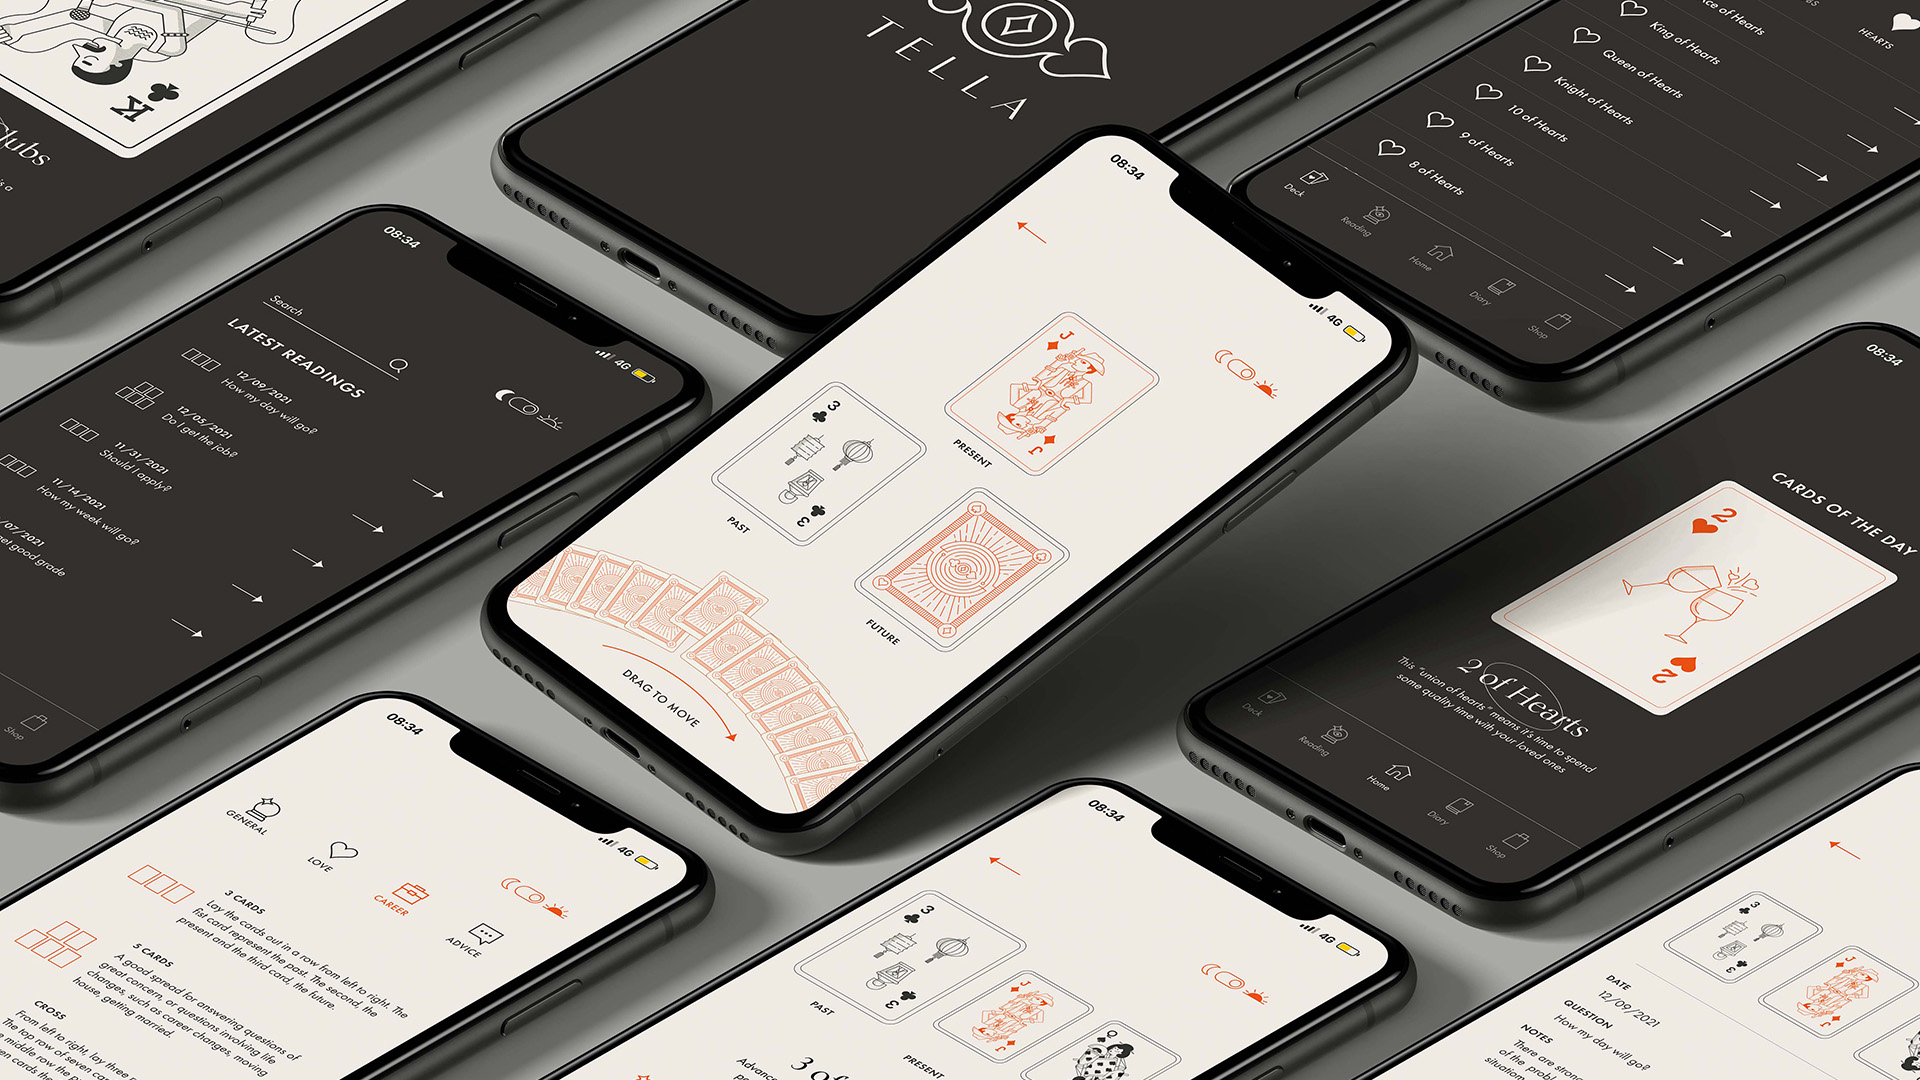 K
Clubs
is a
TELLA
Ace of Hearts
King of Hearts
Queen of Hearts
Knight of Hearts
10 of Hearts
9 of Hearts
8 of Hearts
HEARTS
Deck
Reading
Home
Diary
Shop
08:34
4G
Search
LATEST READINGS
12/09/2021
How my day will go?
12/05/2021
Do I get the job?
11/31/2021
Should I apply?
11/14/2021
How my week will go?
/07/2021
get good grade
Shop
08:34
4G
J
J
PRESENT
3
3
PAST
FUTURE
DRAG TO MOVE
08:34
CARDS OF THE DAY
2
2
2 of Hearts
This "union of hearts" means it's time to spend
some quality time with your loved ones
Deck
Reading
Home
Diary
Shop
08:34
4G
GENERAL
LOVE
CAREER
ADVICE
3 CARDS
Lay the cards out in a row from left to right. The
fist card represent the past. The second, the
present and the third card, the future.
5 CARDS
A good spread for answering questions of
great concern, or questions involving life
changes, such as career changes, moving
house, getting married.
CROSS
From left to right, lay three
The top row of seven car
middle row the p
cards the
08:34
4G
3
3
PAST
J
PRESENT
Q
3 of
Advance
3
3
J
J
DATE
12/09/2021
QUESTION
How my day will go?
NOTES
There are strong
of the probl
situation